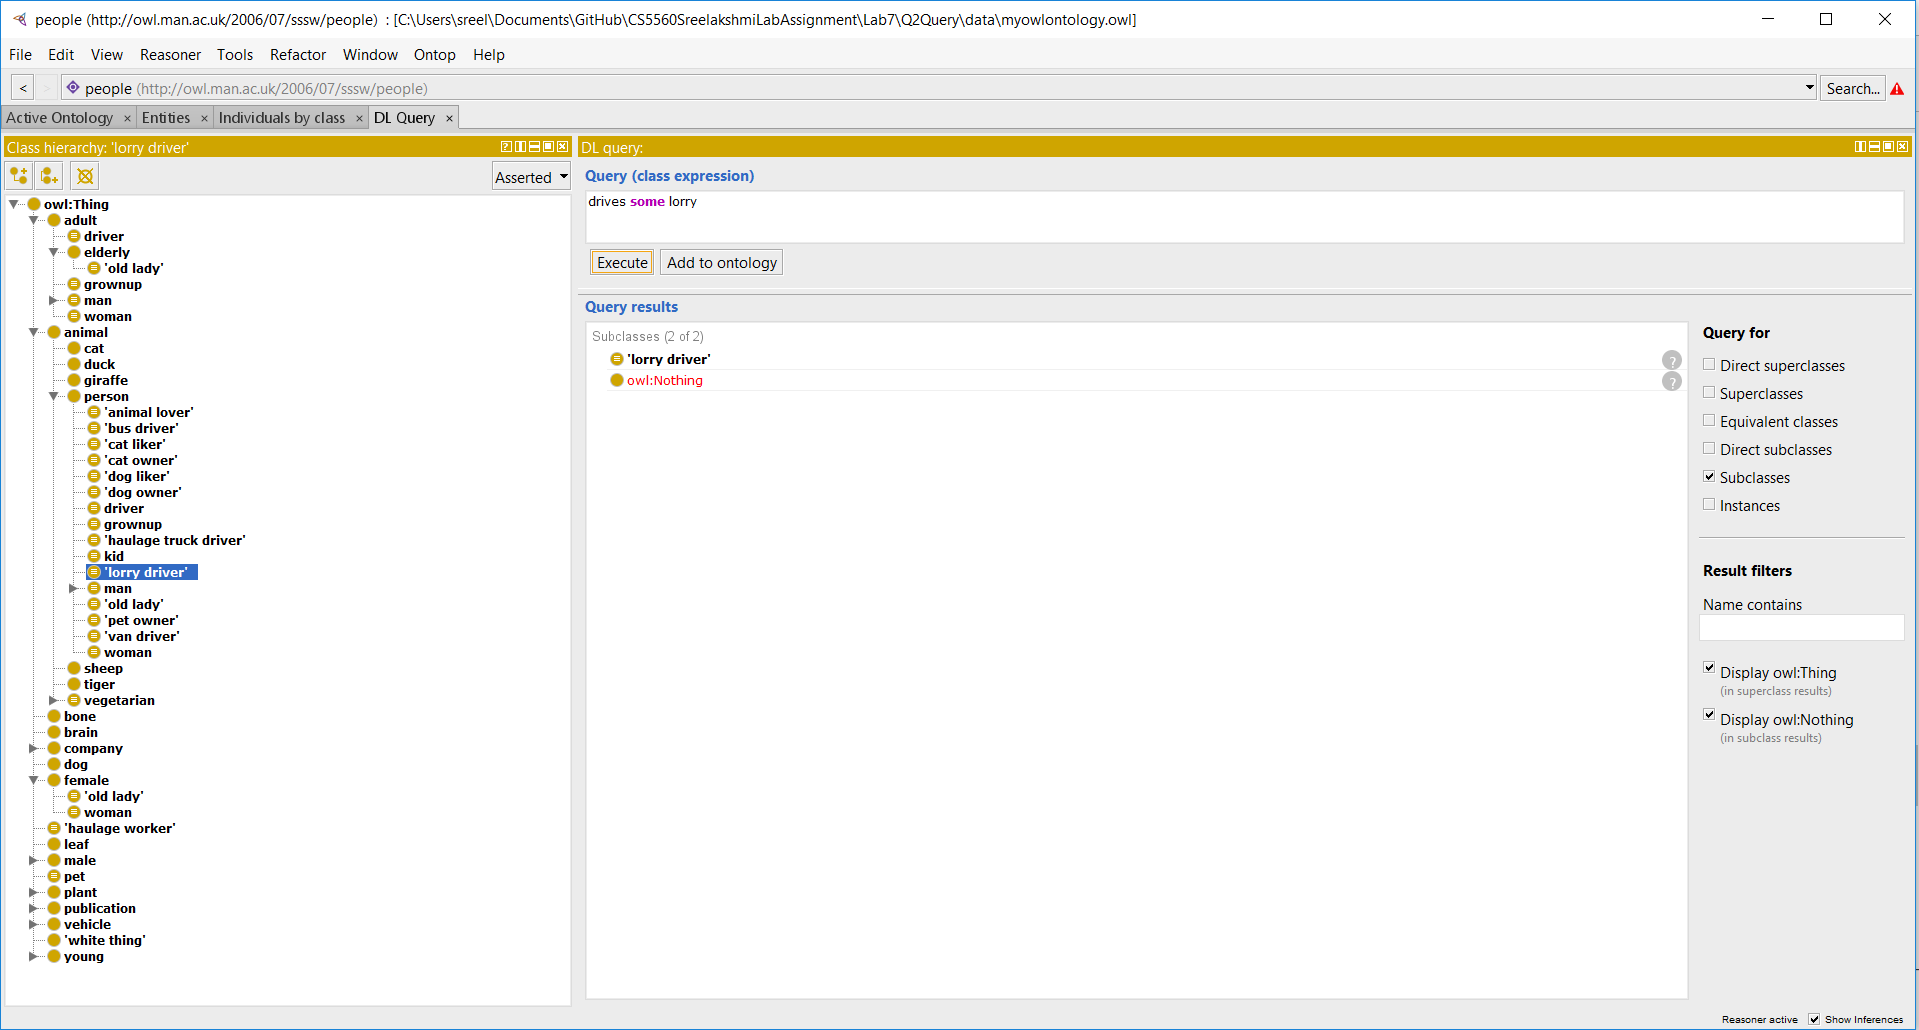 people (http://owl.man.ac.uk/2006/07/sssw/people) : [C:\Users\sreel\Documents\GitHub\CS5560SreelakshmiLabAssignment\Lab7\Q2Query\data\myowlontology.owl]
File Edit View Reasoner Tools Refactor Window Ontop Help
< > people (http://owl.man.ac.uk/2006/07/sssw/people) Search...
Active Ontology × Entities × Individuals by class × DL Query ×
Class hierarchy: 'lorry driver'
Asserted
owl:Thing
adult
driver
elderly
'old lady'
grownup
man
woman
animal
cat
duck
giraffe
person
'animal lover'
'bus driver'
'cat liker'
'cat owner'
'dog liker'
'dog owner'
driver
grownup
'haulage truck driver'
kid
'lorry driver'
man
'old lady'
'pet owner'
'van driver'
woman
sheep
tiger
vegetarian
bone
brain
company
dog
female
'old lady'
woman
'haulage worker'
leaf
male
pet
plant
publication
vehicle
'white thing'
young
DL query:
Query (class expression)
drives some lorry
Execute Add to ontology
Query results
Subclasses (2 of 2)
'lorry driver' ?
owl:Nothing ?
Query for
Direct superclasses
Superclasses
Equivalent classes
Direct subclasses
Subclasses
Instances
Result filters
Name contains
Display owl:Thing
(in superclass results)
Display owl:Nothing
(in subclass results)
Reasoner active Show Inferences